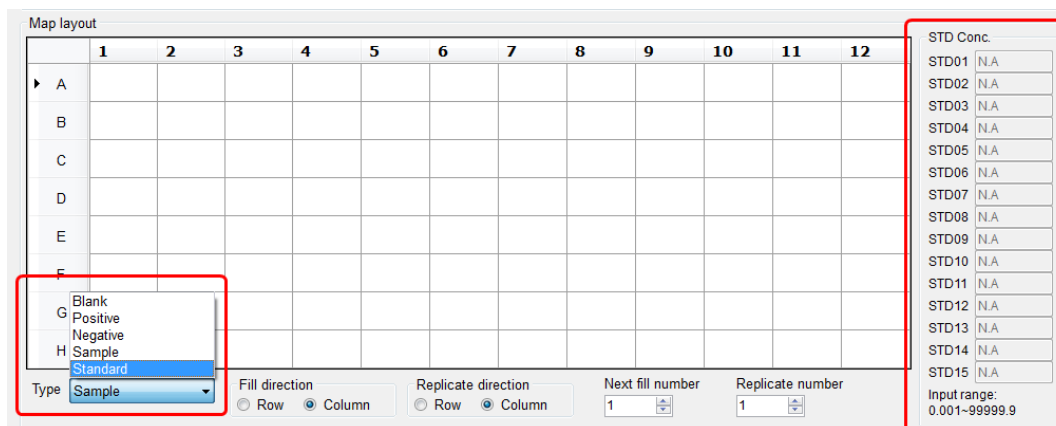 Map layout
1 2 3 4 5 6 7 8 9 10 11 12
A
B
C
D
E
F
G
H
Blank
Positive
Negative
Sample
Standard
Type Sample
Fill direction
Row Column
Replicate direction
Row Column
Next fill number
1
Replicate number
1
STD Conc.
STD01 N.A
STD02 N.A
STD03 N.A
STD04 N.A
STD05 N.A
STD06 N.A
STD07 N.A
STD08 N.A
STD09 N.A
STD10 N.A
STD11 N.A
STD12 N.A
STD13 N.A
STD14 N.A
STD15 N.A
Input range:
0.001~99999.9